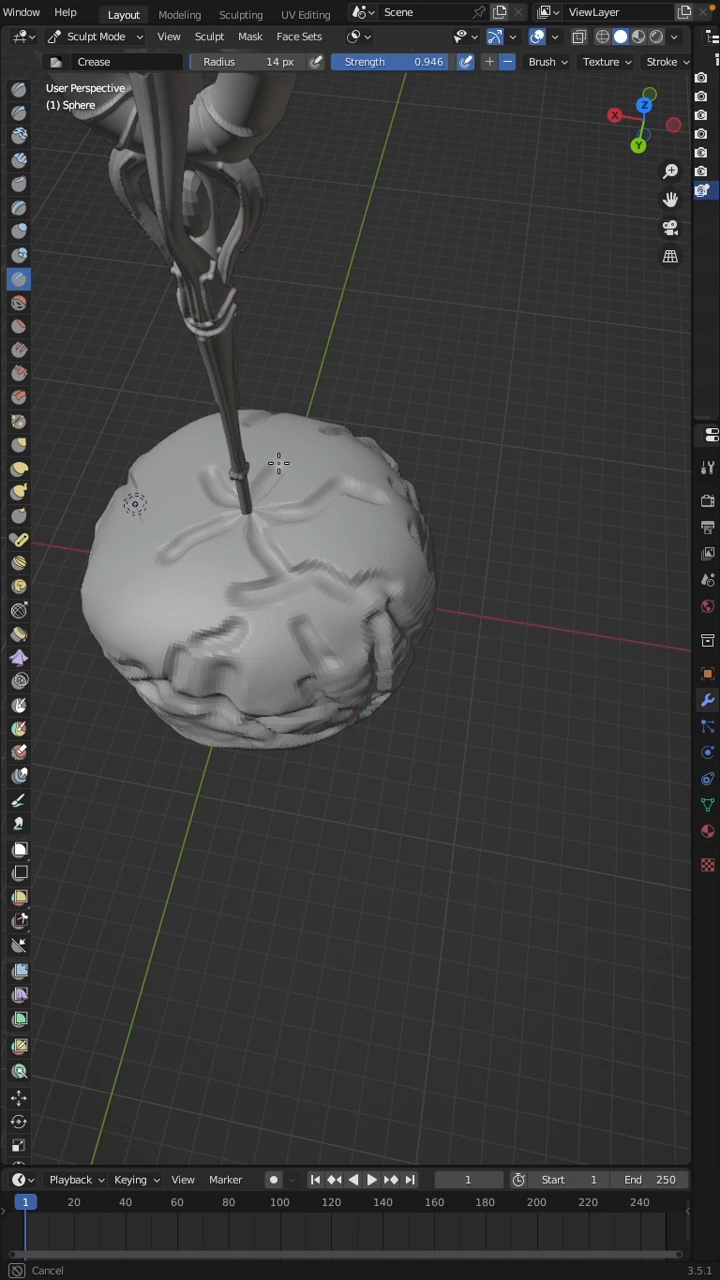 Window Help Layout Modeling Sculpting UV Editing Scene ViewLayer
Sculpt Mode View Sculpt Mask Face Sets
Crease Radius 14 px Strength 0.946 Brush Texture Stroke
User Perspective
(1) Sphere
Z
X
Y
Playback Keying View Marker 1 Start 1 End 250
1 20 40 60 80 100 120 140 160 180 200 220 240
Cancel 3.5.1